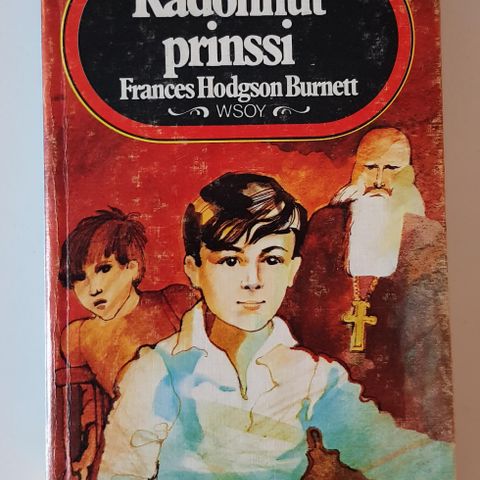 Kadonnut
prinssi
Frances Hodgson Burnett
WSOY